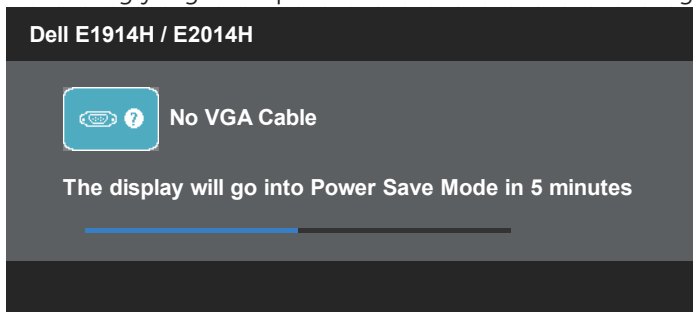 Dell E1914H / E2014H
No VGA Cable
The display will go into Power Save Mode in 5 minutes